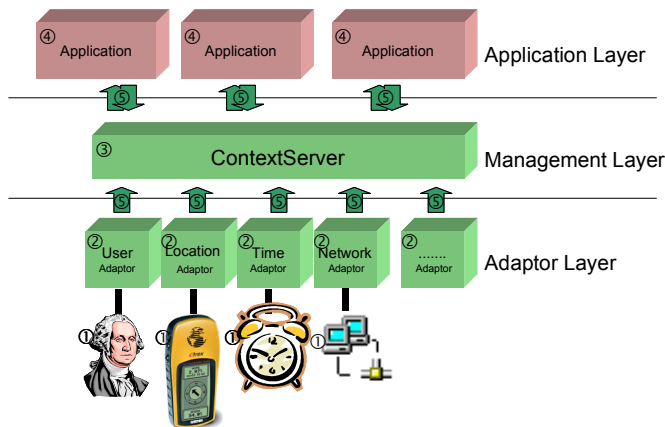 ④ ④ ④
Application Application Application
Application Layer
⑤ ⑤ ⑤
③
ContextServer
Management Layer
⑤ ⑤ ⑤ ⑤ ⑤
② ② ② ② ②
User Location Time Network .......
Adaptor Adaptor Adaptor Adaptor Adaptor
Adaptor Layer
① ① ① ①
eTrex